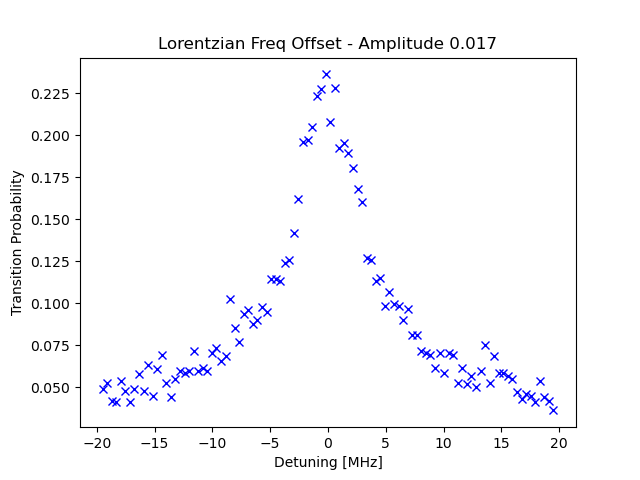 Lorentzian Freq Offset - Amplitude 0.017
Transition Probability
0.225
0.200
0.175
0.150
0.125
0.100
0.075
0.050
−20 −15 −10 −5 0 5 10 15 20
Detuning [MHz]